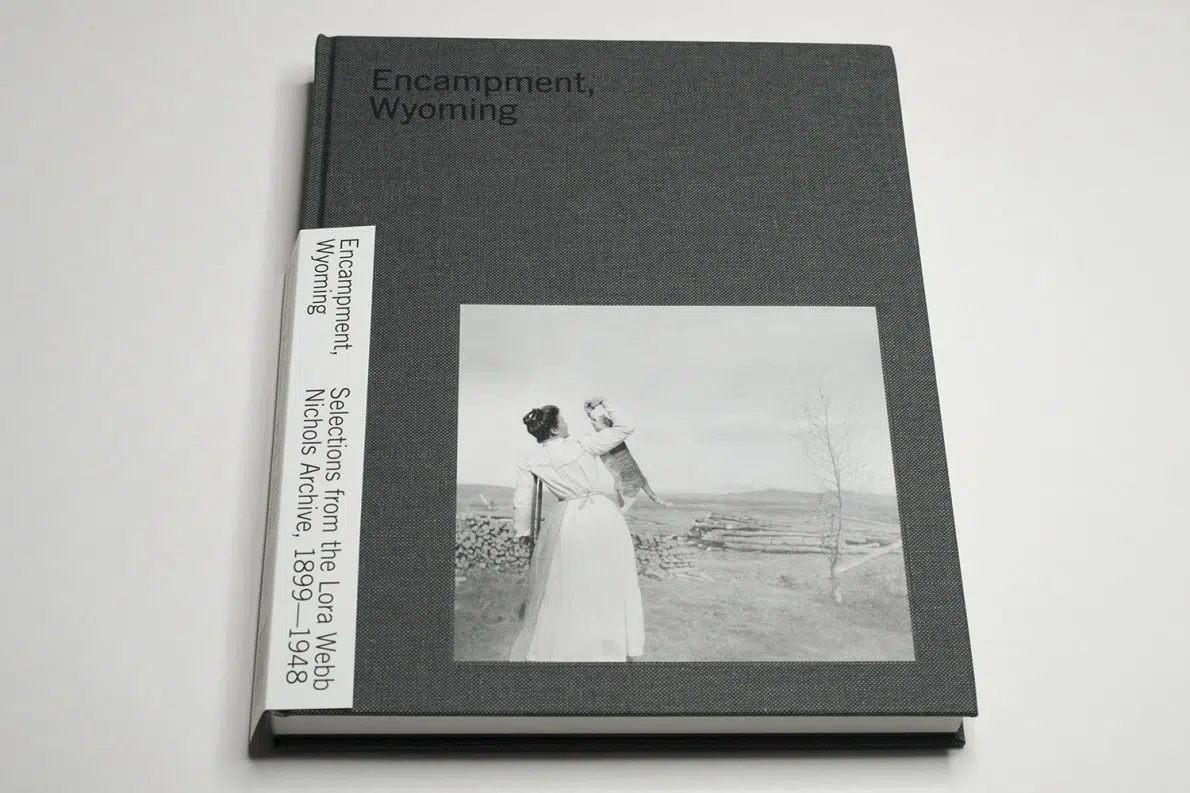 Encampment,
Wyoming
Encampment,
Wyoming
Selections from the Lora Webb
Nichols Archive, 1899—1948